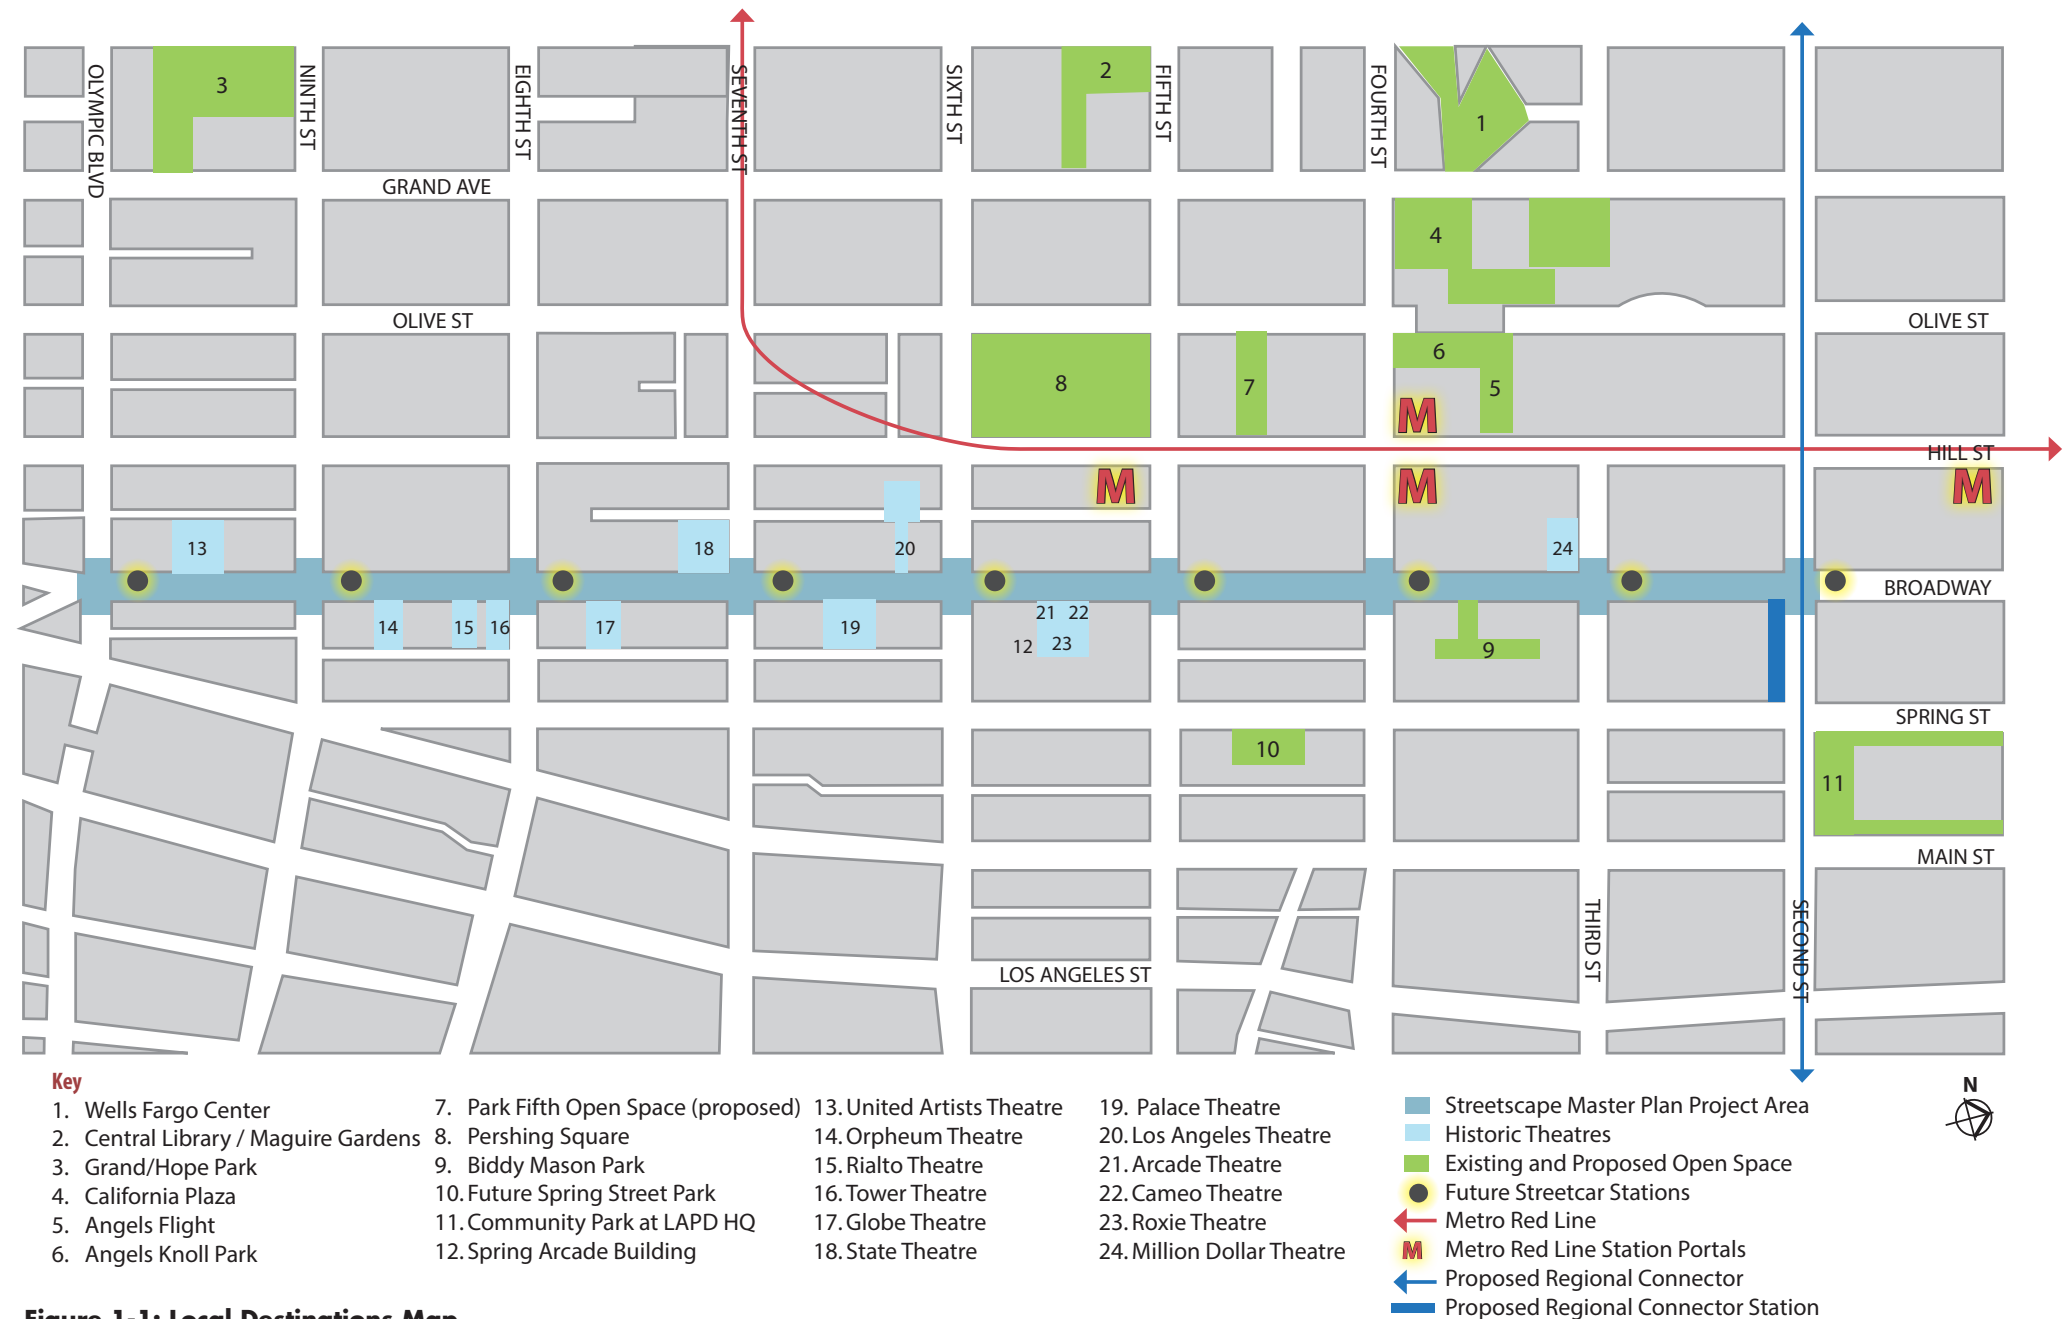 OLYMPIC BLVD
NINTH ST
EIGHTH ST
SEVENTH ST
SIXTH ST
FIFTH ST
FOURTH ST
3
2
1
GRAND AVE
4
OLIVE ST
OLIVE ST
6
8
7
5
M
HILL ST
M
M
M
13
18
20
24
BROADWAY
14
15
16
17
19
21
22
12
23
9
SPRING ST
10
11
MAIN ST
THIRD ST
SECOND ST
LOS ANGELES ST
Key
1. Wells Fargo Center
2. Central Library / Maguire Gardens
3. Grand/Hope Park
4. California Plaza
5. Angels Flight
6. Angels Knoll Park
7. Park Fifth Open Space (proposed)
8. Pershing Square
9. Biddy Mason Park
10. Future Spring Street Park
11. Community Park at LAPD HQ
12. Spring Arcade Building
13. United Artists Theatre
14. Orpheum Theatre
15. Rialto Theatre
16. Tower Theatre
17. Globe Theatre
18. State Theatre
19. Palace Theatre
20. Los Angeles Theatre
21. Arcade Theatre
22. Cameo Theatre
23. Roxie Theatre
24. Million Dollar Theatre
Streetscape Master Plan Project Area
Historic Theatres
Existing and Proposed Open Space
Future Streetcar Stations
Metro Red Line
M Metro Red Line Station Portals
Proposed Regional Connector
Proposed Regional Connector Station
N
Figure 1-1: Local Destinations Map